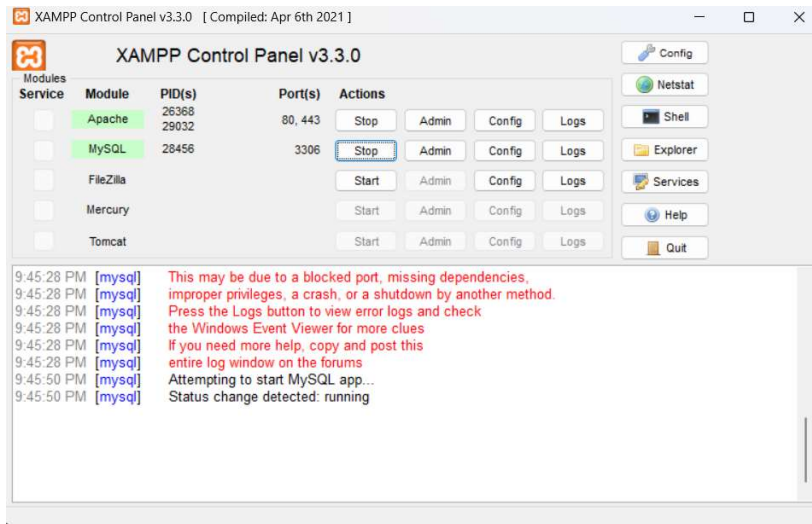 XAMPP Control Panel v3.3.0 [ Compiled: Apr 6th 2021 ]
XAMPP Control Panel v3.3.0
Config
Modules
Service Module PID(s) Port(s) Actions
Netstat
Apache 26368 29032 80, 443 Stop Admin Config Logs
Shell
MySQL 28456 3306 Stop Admin Config Logs
Explorer
FileZilla Start Admin Config Logs
Services
Mercury Start Admin Config Logs
Help
Tomcat Start Admin Config Logs
Quit
9:45:28 PM [mysql] This may be due to a blocked port, missing dependencies,
9:45:28 PM [mysql] improper privileges, a crash, or a shutdown by another method.
9:45:28 PM [mysql] Press the Logs button to view error logs and check
9:45:28 PM [mysql] the Windows Event Viewer for more clues
9:45:28 PM [mysql] If you need more help, copy and post this
9:45:28 PM [mysql] entire log window on the forums
9:45:50 PM [mysql] Attempting to start MySQL app...
9:45:50 PM [mysql] Status change detected: running